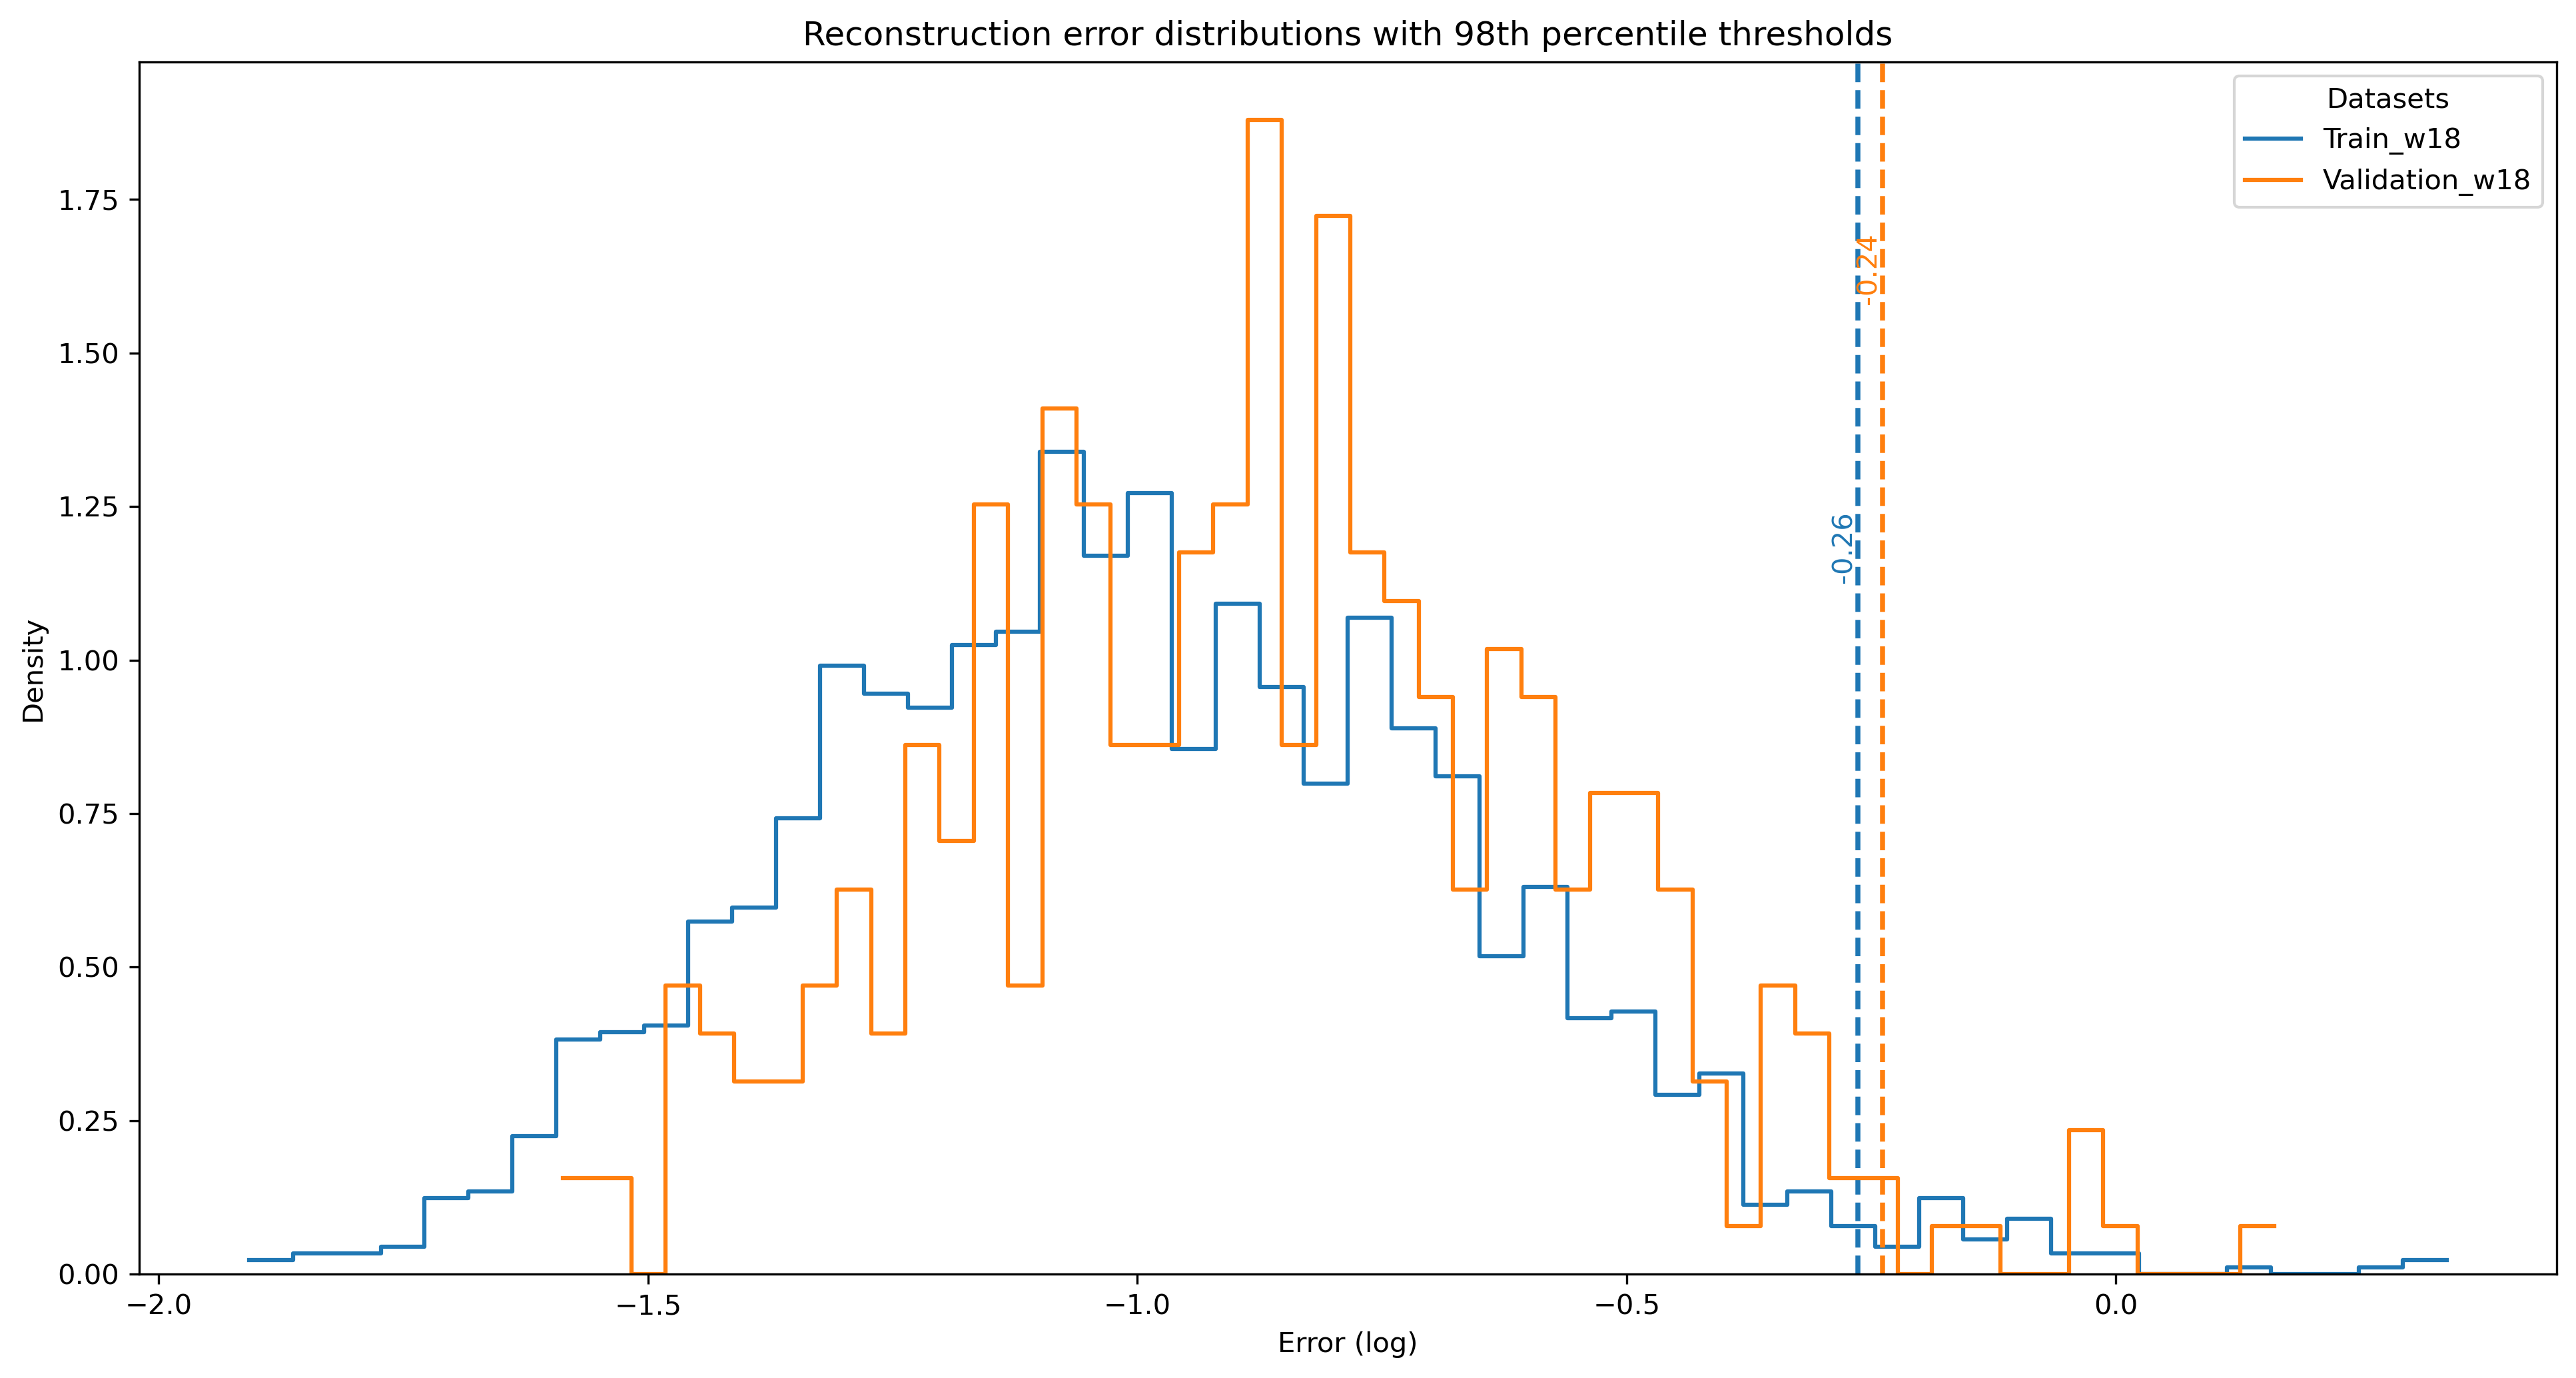 Reconstruction error distributions with 98th percentile thresholds
Datasets
Train_w18
Validation_w18
1.75
1.50
1.25
1.00
0.75
0.50
0.25
0.00
Density
-0.24
-0.26
−2.0
−1.5
−1.0
−0.5
0.0
Error (log)